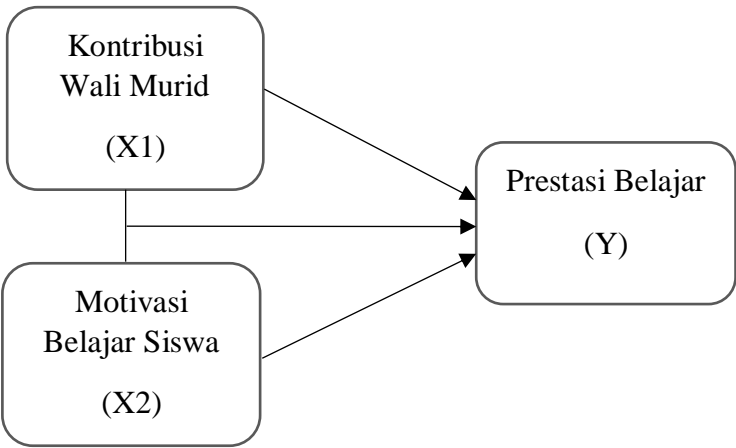 Kontribusi
Wali Murid
(X1)
Prestasi Belajar
(Y)
Motivasi
Belajar Siswa
(X2)